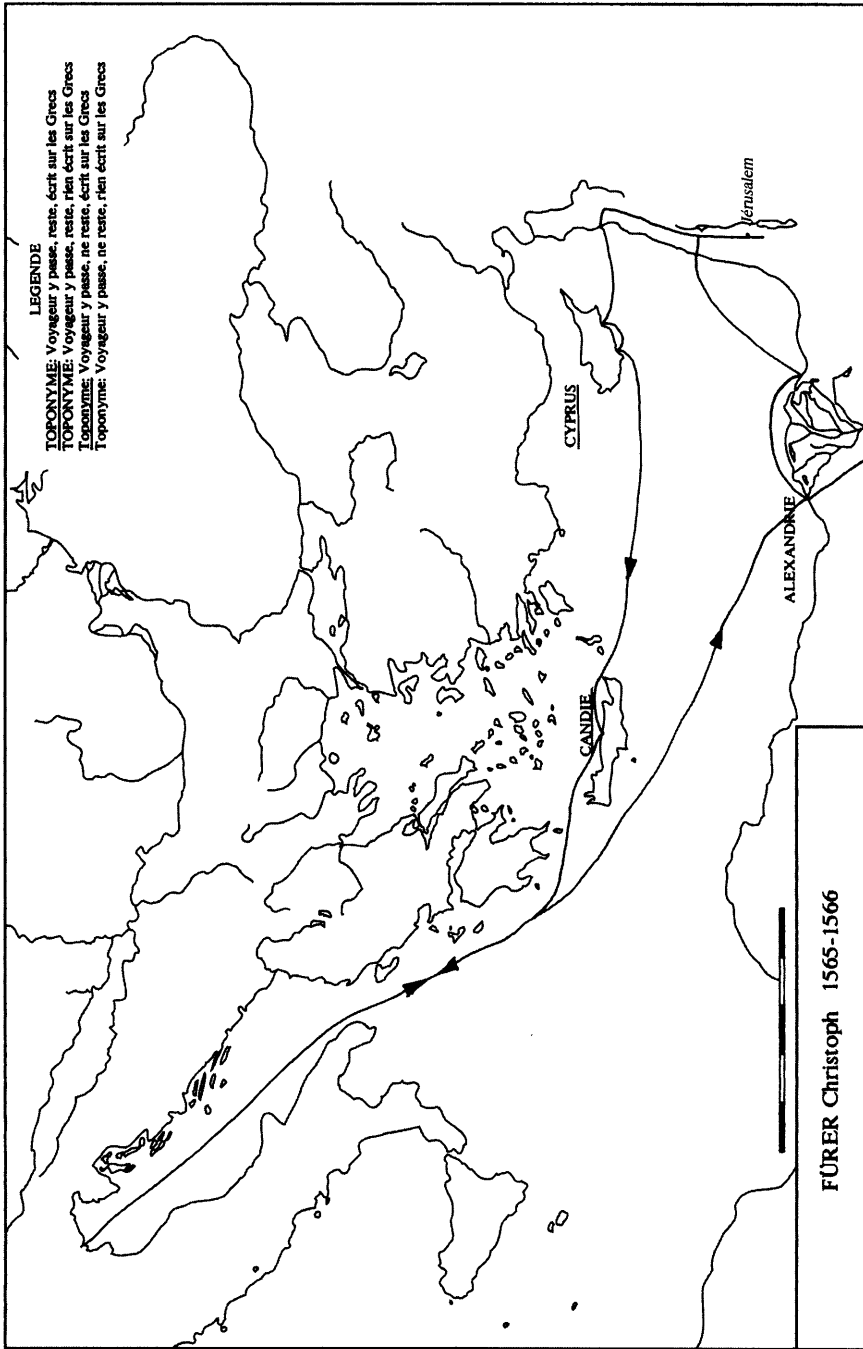 LEGENDE
TOPONYME: Voyageur y passe, reste, écrit sur les Grecs
TOPONYME: Voyageur y passe, reste, rien écrit sur les Grecs
Toponyme: Voyageur y passe, ne reste, écrit sur les Grecs
Toponyme: Voyageur y passe, ne reste, rien écrit sur les Grecs
Jérusalem
CYPRUS
ALEXANDRIE
CANDIE
FÜRER Christoph 1565-1566